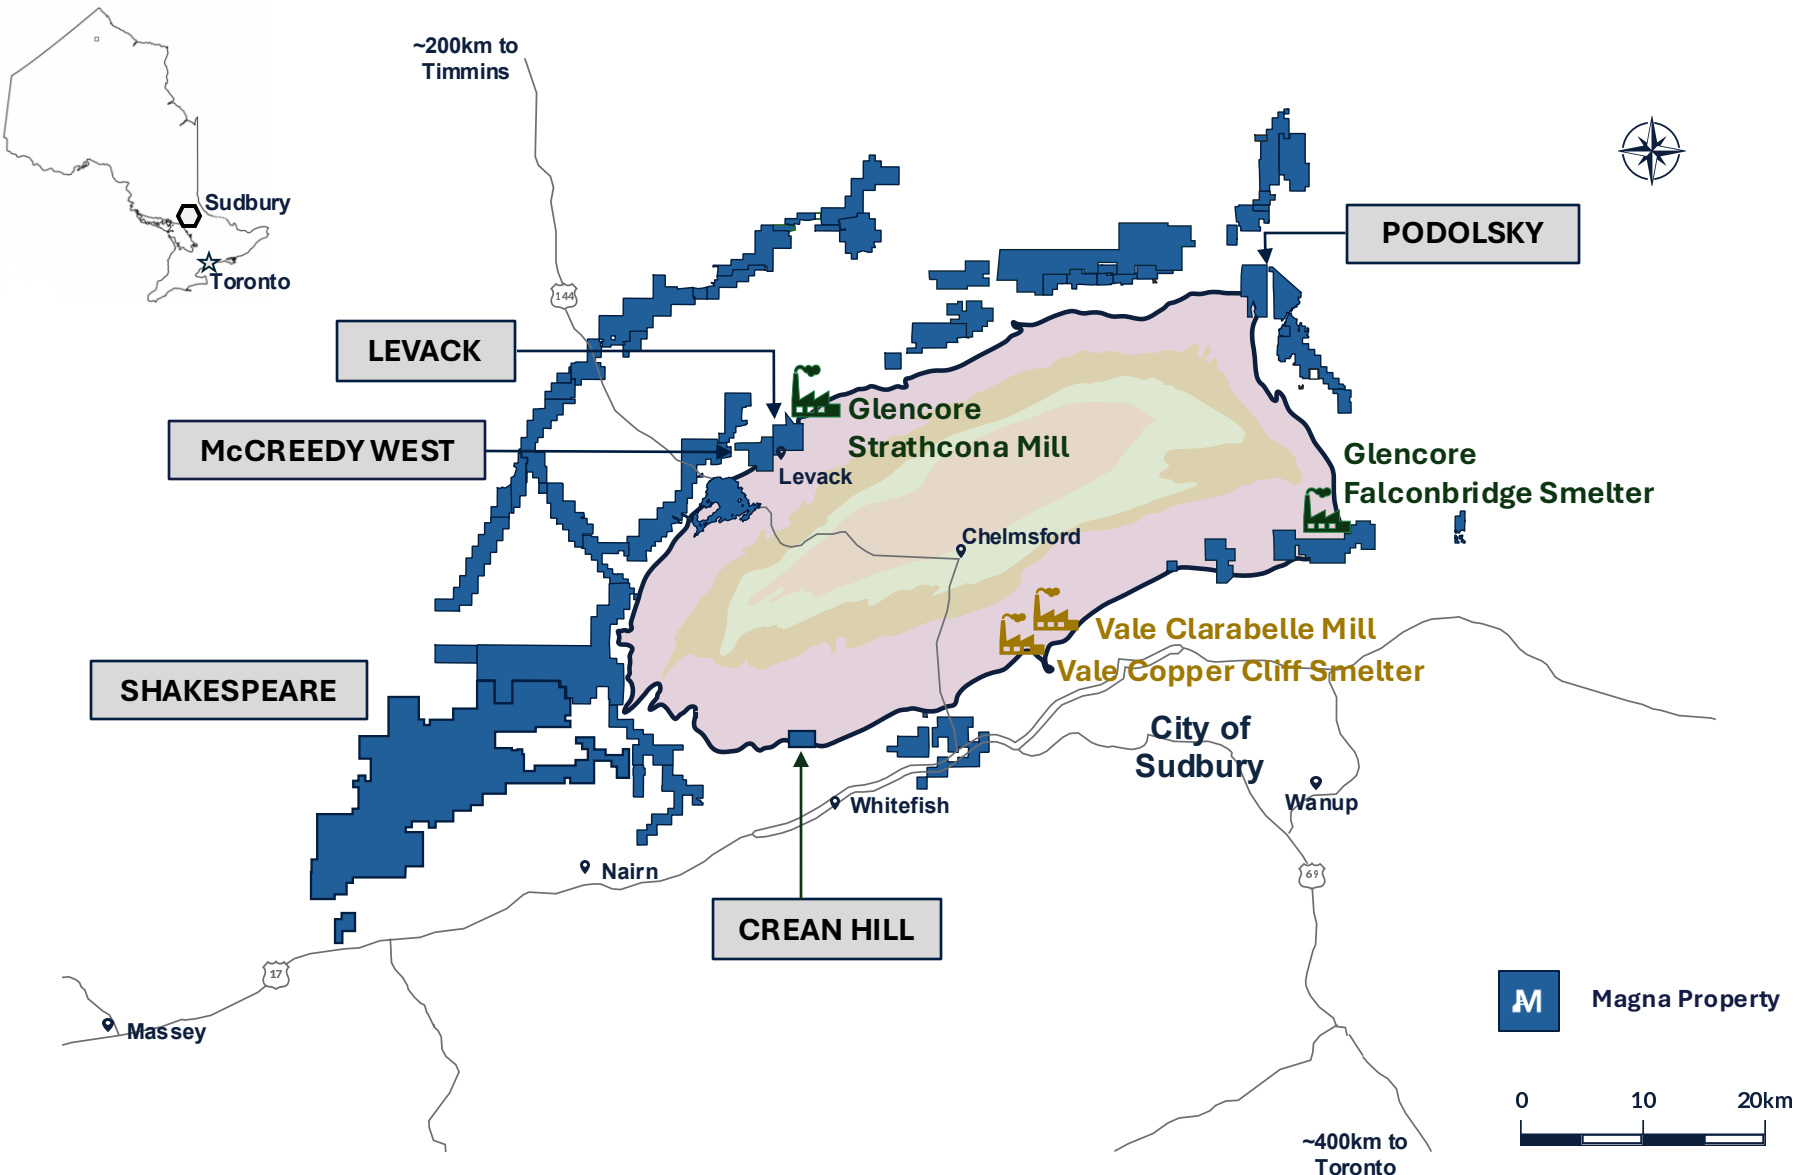 ~200km to
Timmins
Sudbury
Toronto
144
PODOLSKY
LEVACK
Glencore
Strathcona Mill
McCREEDY WEST
Levack
Glencore
Falconbridge Smelter
Chelmsford
Vale Clarabelle Mill
Vale Copper Cliff Smelter
SHAKESPEARE
City of
Sudbury
Wanup
Whitefish
Nairn
69
CREAN HILL
17
Massey
M
Magna Property
0 10 20km
~400km to
Toronto